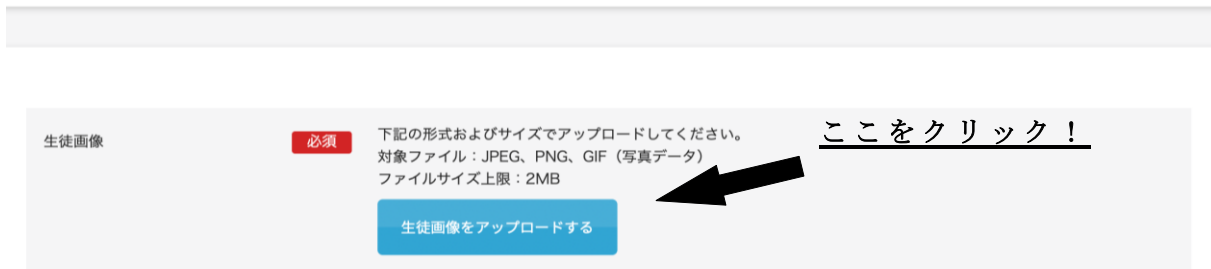 生徒画像
必須
下記の形式およびサイズでアップロードしてください。
対象ファイル：JPEG、PNG、GIF（写真データ）
ファイルサイズ上限：2MB
生徒画像をアップロードする
ここをクリック！